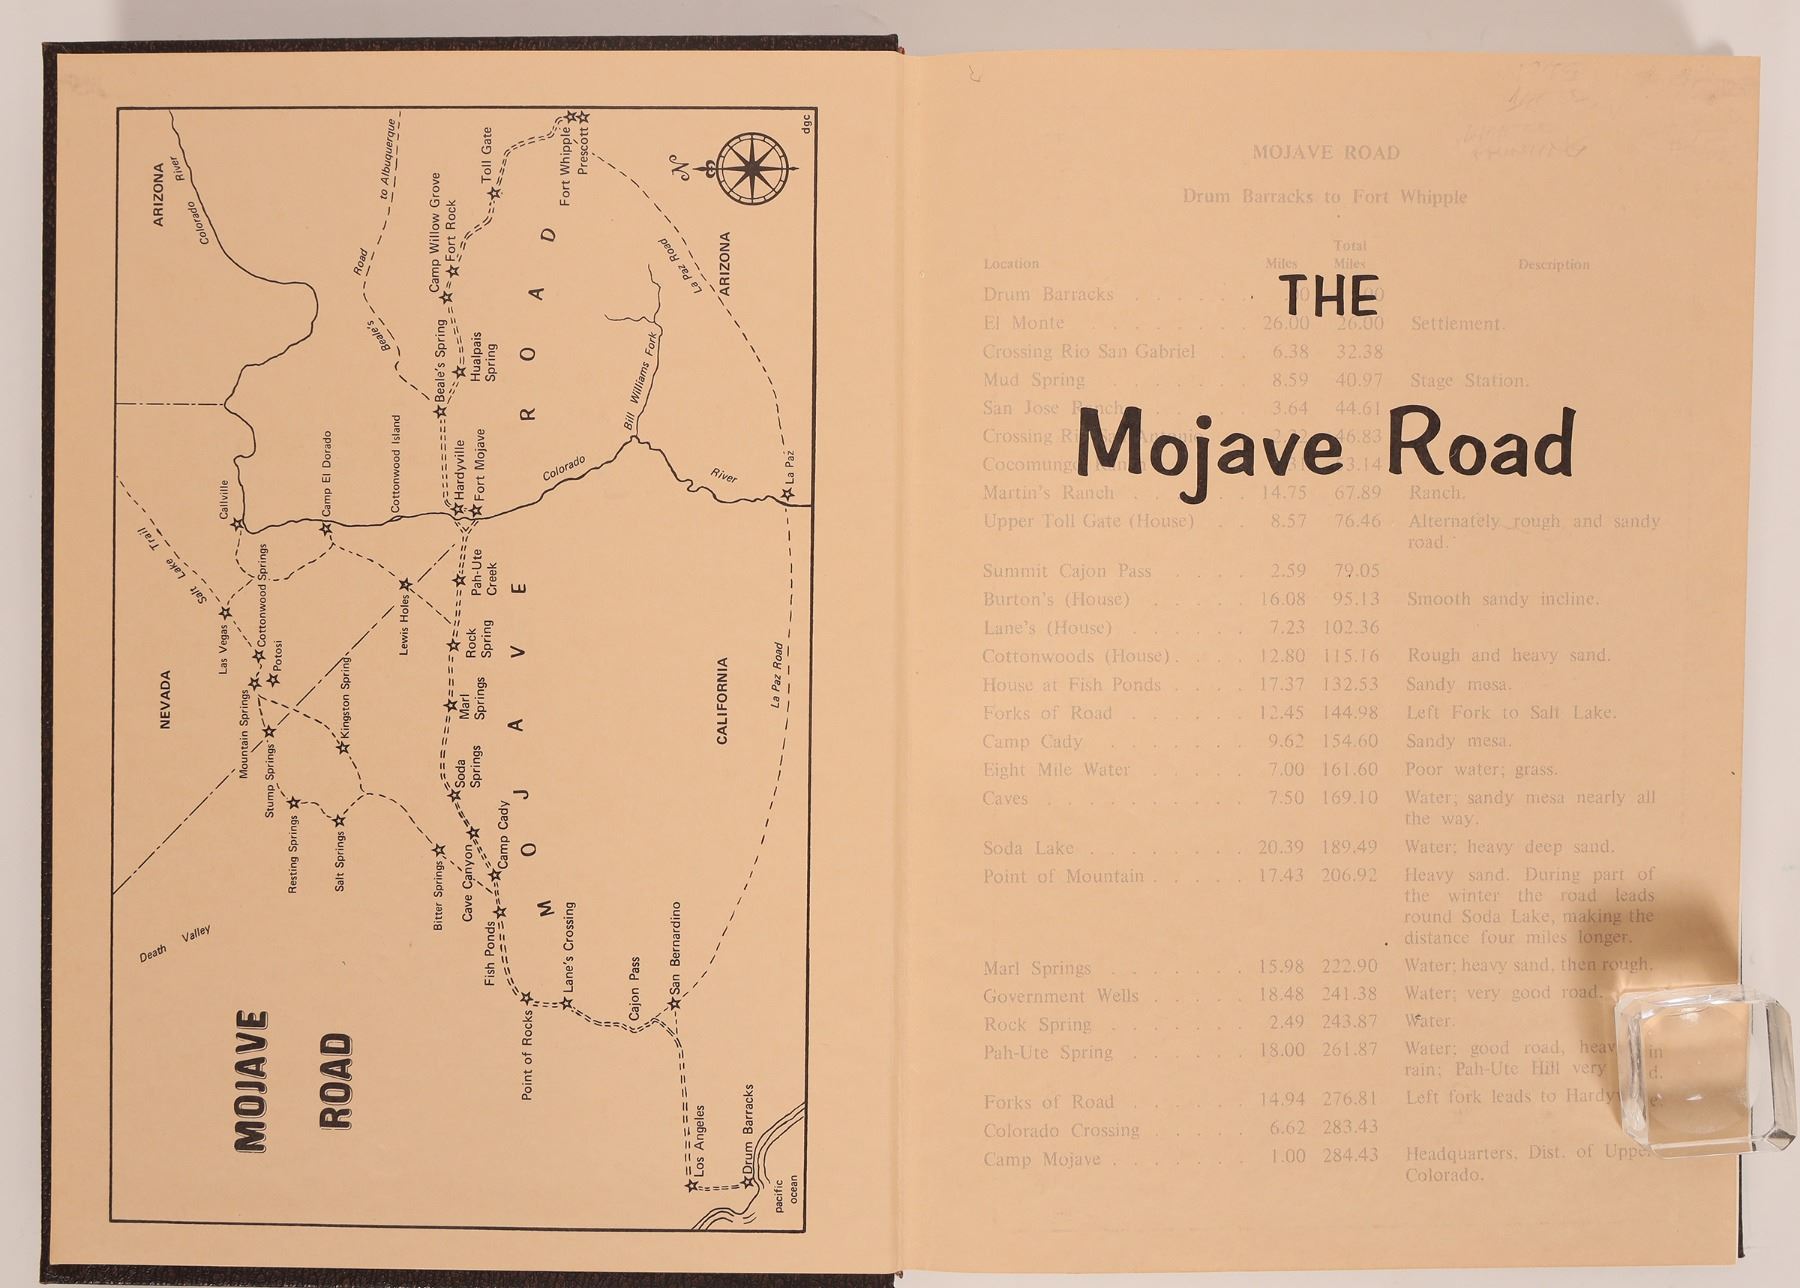 MOJAVE
ROAD
ARIZONA
Colorado River
Beale's Road to Albuquerque
Toll Gate
Fort Whipple
Prescott
N
dgc
Camp Willow Grove
Fort Rock
ARIZONA
La Paz Road
Beale's Spring
Hualpais
Spring
Bill Williams Fork
Cottonwood Island
Hardyville
Fort Mojave
Colorado River
La Paz
Camp El Dorado
Callville
Salt Lake Trail
Las Vegas
Cottonwood Springs
Potosi
Lewis Holes
Pah-Ute
Creek
Rock
Spring
Marl
Springs
Soda
Springs
MOJAVE ROAD
NEVADA
Mountain Springs
Stump Springs
Kingston Spring
Resting Springs
Salt Springs
Bitter Springs
Cave Canyon
Camp Cady
CALIFORNIA
La Paz Road
Death Valley
Fish Ponds
Lane's Crossing
Point of Rocks
Cajon Pass
San Bernardino
Los Angeles
Drum Barracks
pacific
ocean
THE
Mojave Road
MOJAVE ROAD
Drum Barracks to Fort Whipple
Location Miles Total Miles Description
Drum Barracks
El Monte 26.00 26.00 Settlement.
Crossing Rio San Gabriel 6.38 32.38
Mud Spring 8.59 40.97 Stage Station.
San Jose Ranch 3.64 44.61
Crossing Rio San Antonio 46.83
Cocomungo Ranch
Martin's Ranch 14.75 67.89 Ranch.
Upper Toll Gate (House) 8.57 76.46 Alternately rough and sandy
road.
Summit Cajon Pass 2.59 79.05
Burton's (House) 16.08 95.13 Smooth sandy incline.
Lane's (House) 7.23 102.36
Cottonwoods (House) 12.80 115.16 Rough and heavy sand.
House at Fish Ponds 17.37 132.53 Sandy mesa.
Forks of Road 12.45 144.98 Left Fork to Salt Lake.
Camp Cady 9.62 154.60 Sandy mesa.
Eight Mile Water 7.00 161.60 Poor water; grass.
Caves 7.50 169.10 Water; sandy mesa nearly all
the way.
Soda Lake 20.39 189.49 Water; heavy deep sand.
Point of Mountain 17.43 206.92 Heavy sand. During part of
the winter the road leads
round Soda Lake, making the
distance four miles longer.
Marl Springs 15.98 222.90 Water; heavy sand, then rough.
Government Wells 18.48 241.38 Water; very good road.
Rock Spring 2.49 243.87 Water.
Pah-Ute Spring 18.00 261.87 Water; good road, in
rain; Pah-Ute Hill very
Forks of Road 14.94 276.81 Left fork leads to
Colorado Crossing 6.62 283.43
Camp Mojave 1.00 284.43 Headquarters, Dist. of Upper
Colorado.